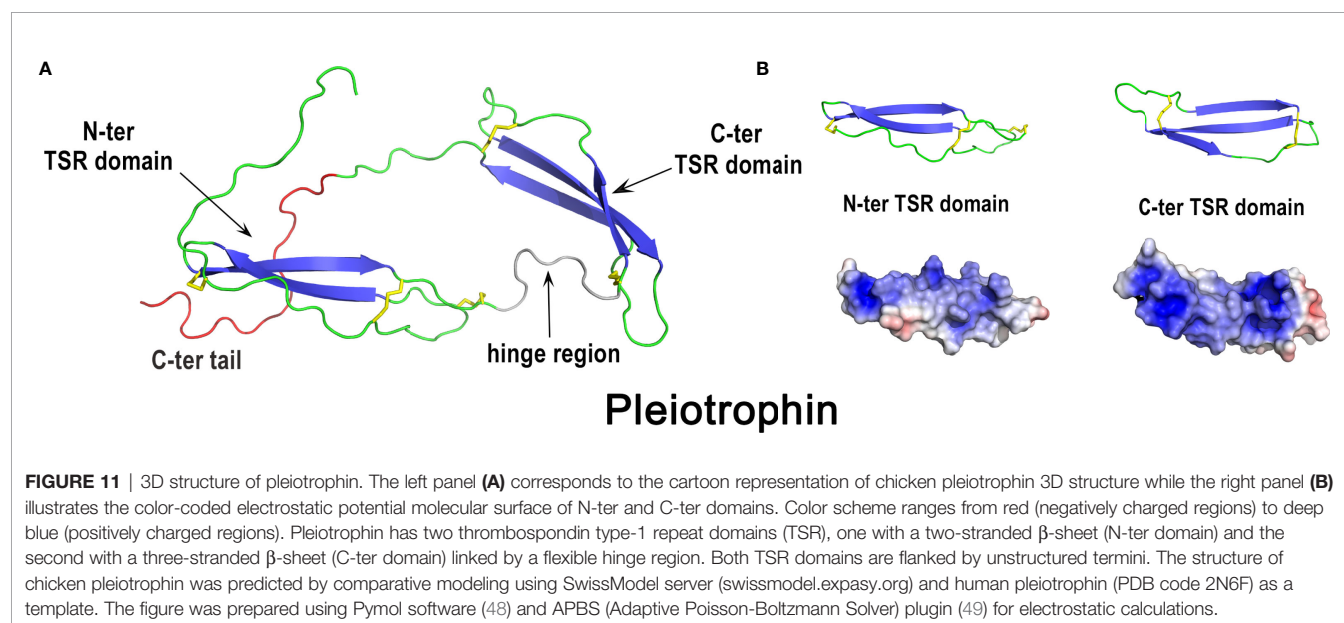 A
N-ter
TSR domain
C-ter
TSR domain
C-ter tail
hinge region
B
N-ter TSR domain
C-ter TSR domain
Pleiotrophin
FIGURE 11 | 3D structure of pleiotrophin. The left panel (A) corresponds to the cartoon representation of chicken pleiotrophin 3D structure while the right panel (B)
illustrates the color-coded electrostatic potential molecular surface of N-ter and C-ter domains. Color scheme ranges from red (negatively charged regions) to deep
blue (positively charged regions). Pleiotrophin has two thrombospondin type-1 repeat domains (TSR), one with a two-stranded β-sheet (N-ter domain) and the
second with a three-stranded β-sheet (C-ter domain) linked by a flexible hinge region. Both TSR domains are flanked by unstructured termini. The structure of
chicken pleiotrophin was predicted by comparative modeling using SwissModel server (swissmodel.expasy.org) and human pleiotrophin (PDB code 2N6F) as a
template. The figure was prepared using Pymol software (48) and APBS (Adaptive Poisson-Boltzmann Solver) plugin (49) for electrostatic calculations.